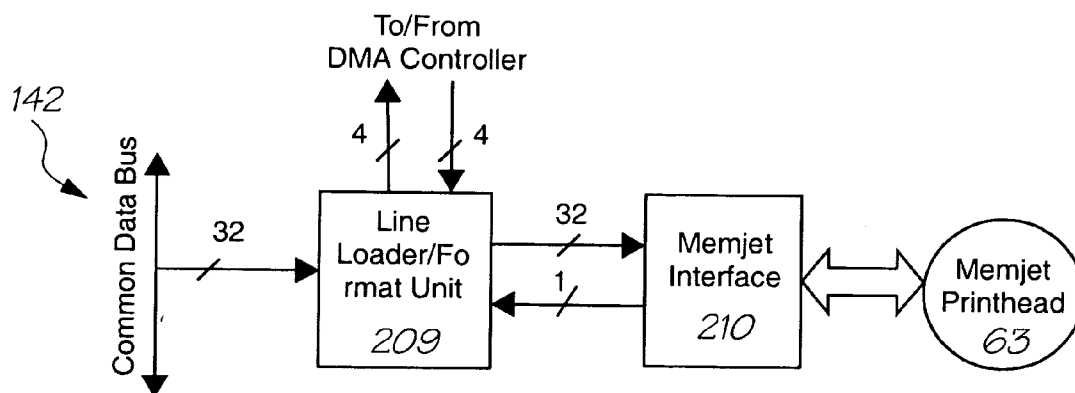 To/From
DMA Controller
142
4
4
Common Data Bus
32
Line
Loader/Fo
rmat Unit
209
32
1
Memjet
Interface
210
Memjet
Printhead
63